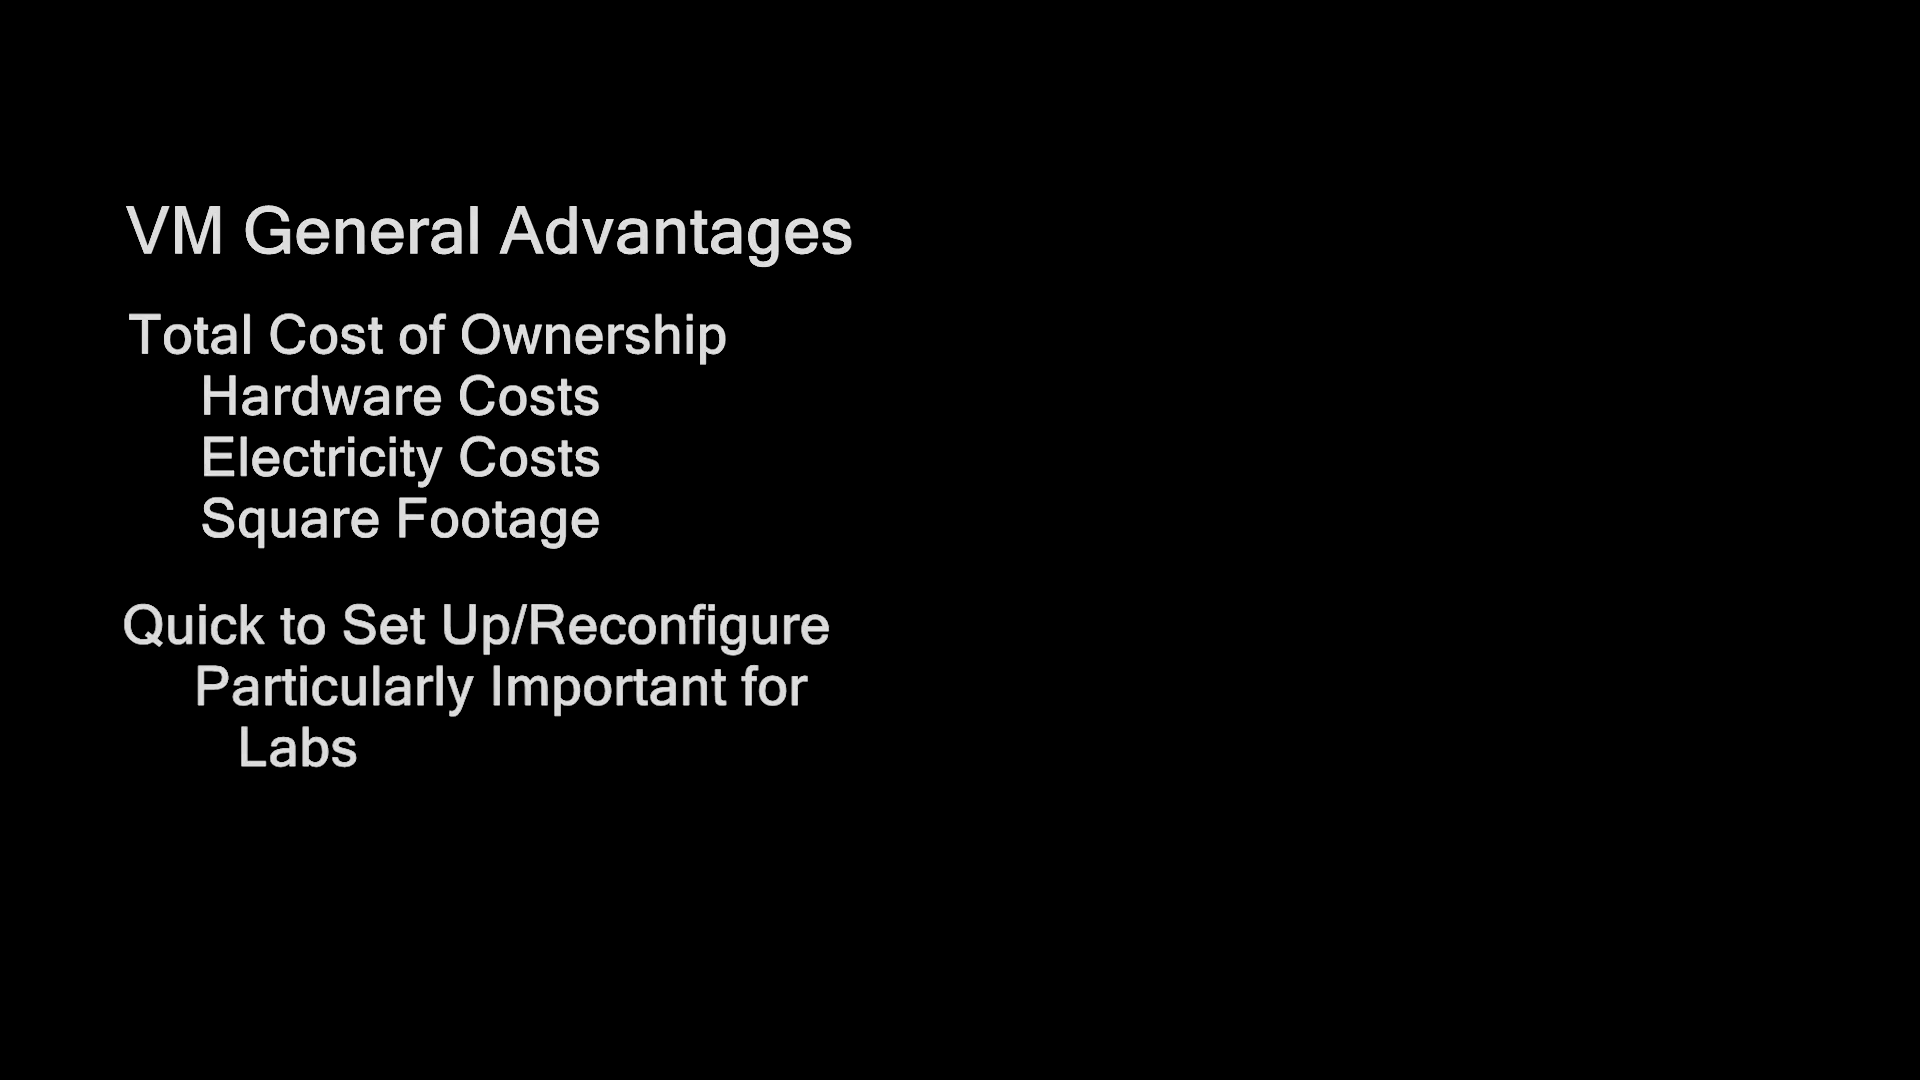 VM General Advantages
Total Cost of Ownership
Hardware Costs
Electricity Costs
Square Footage
Quick to Set Up/Reconfigure
Particularly Important for
Labs